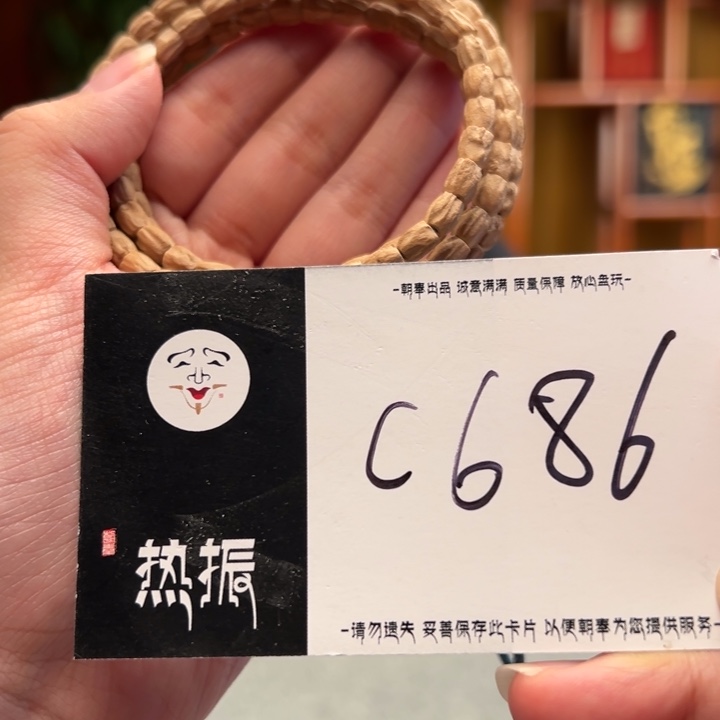 -朝奉出品 诚意满满 质量保障 放心盘玩-
C686
热振
-请勿遗失 妥善保存此卡片 以便朝奉为您提供服务-